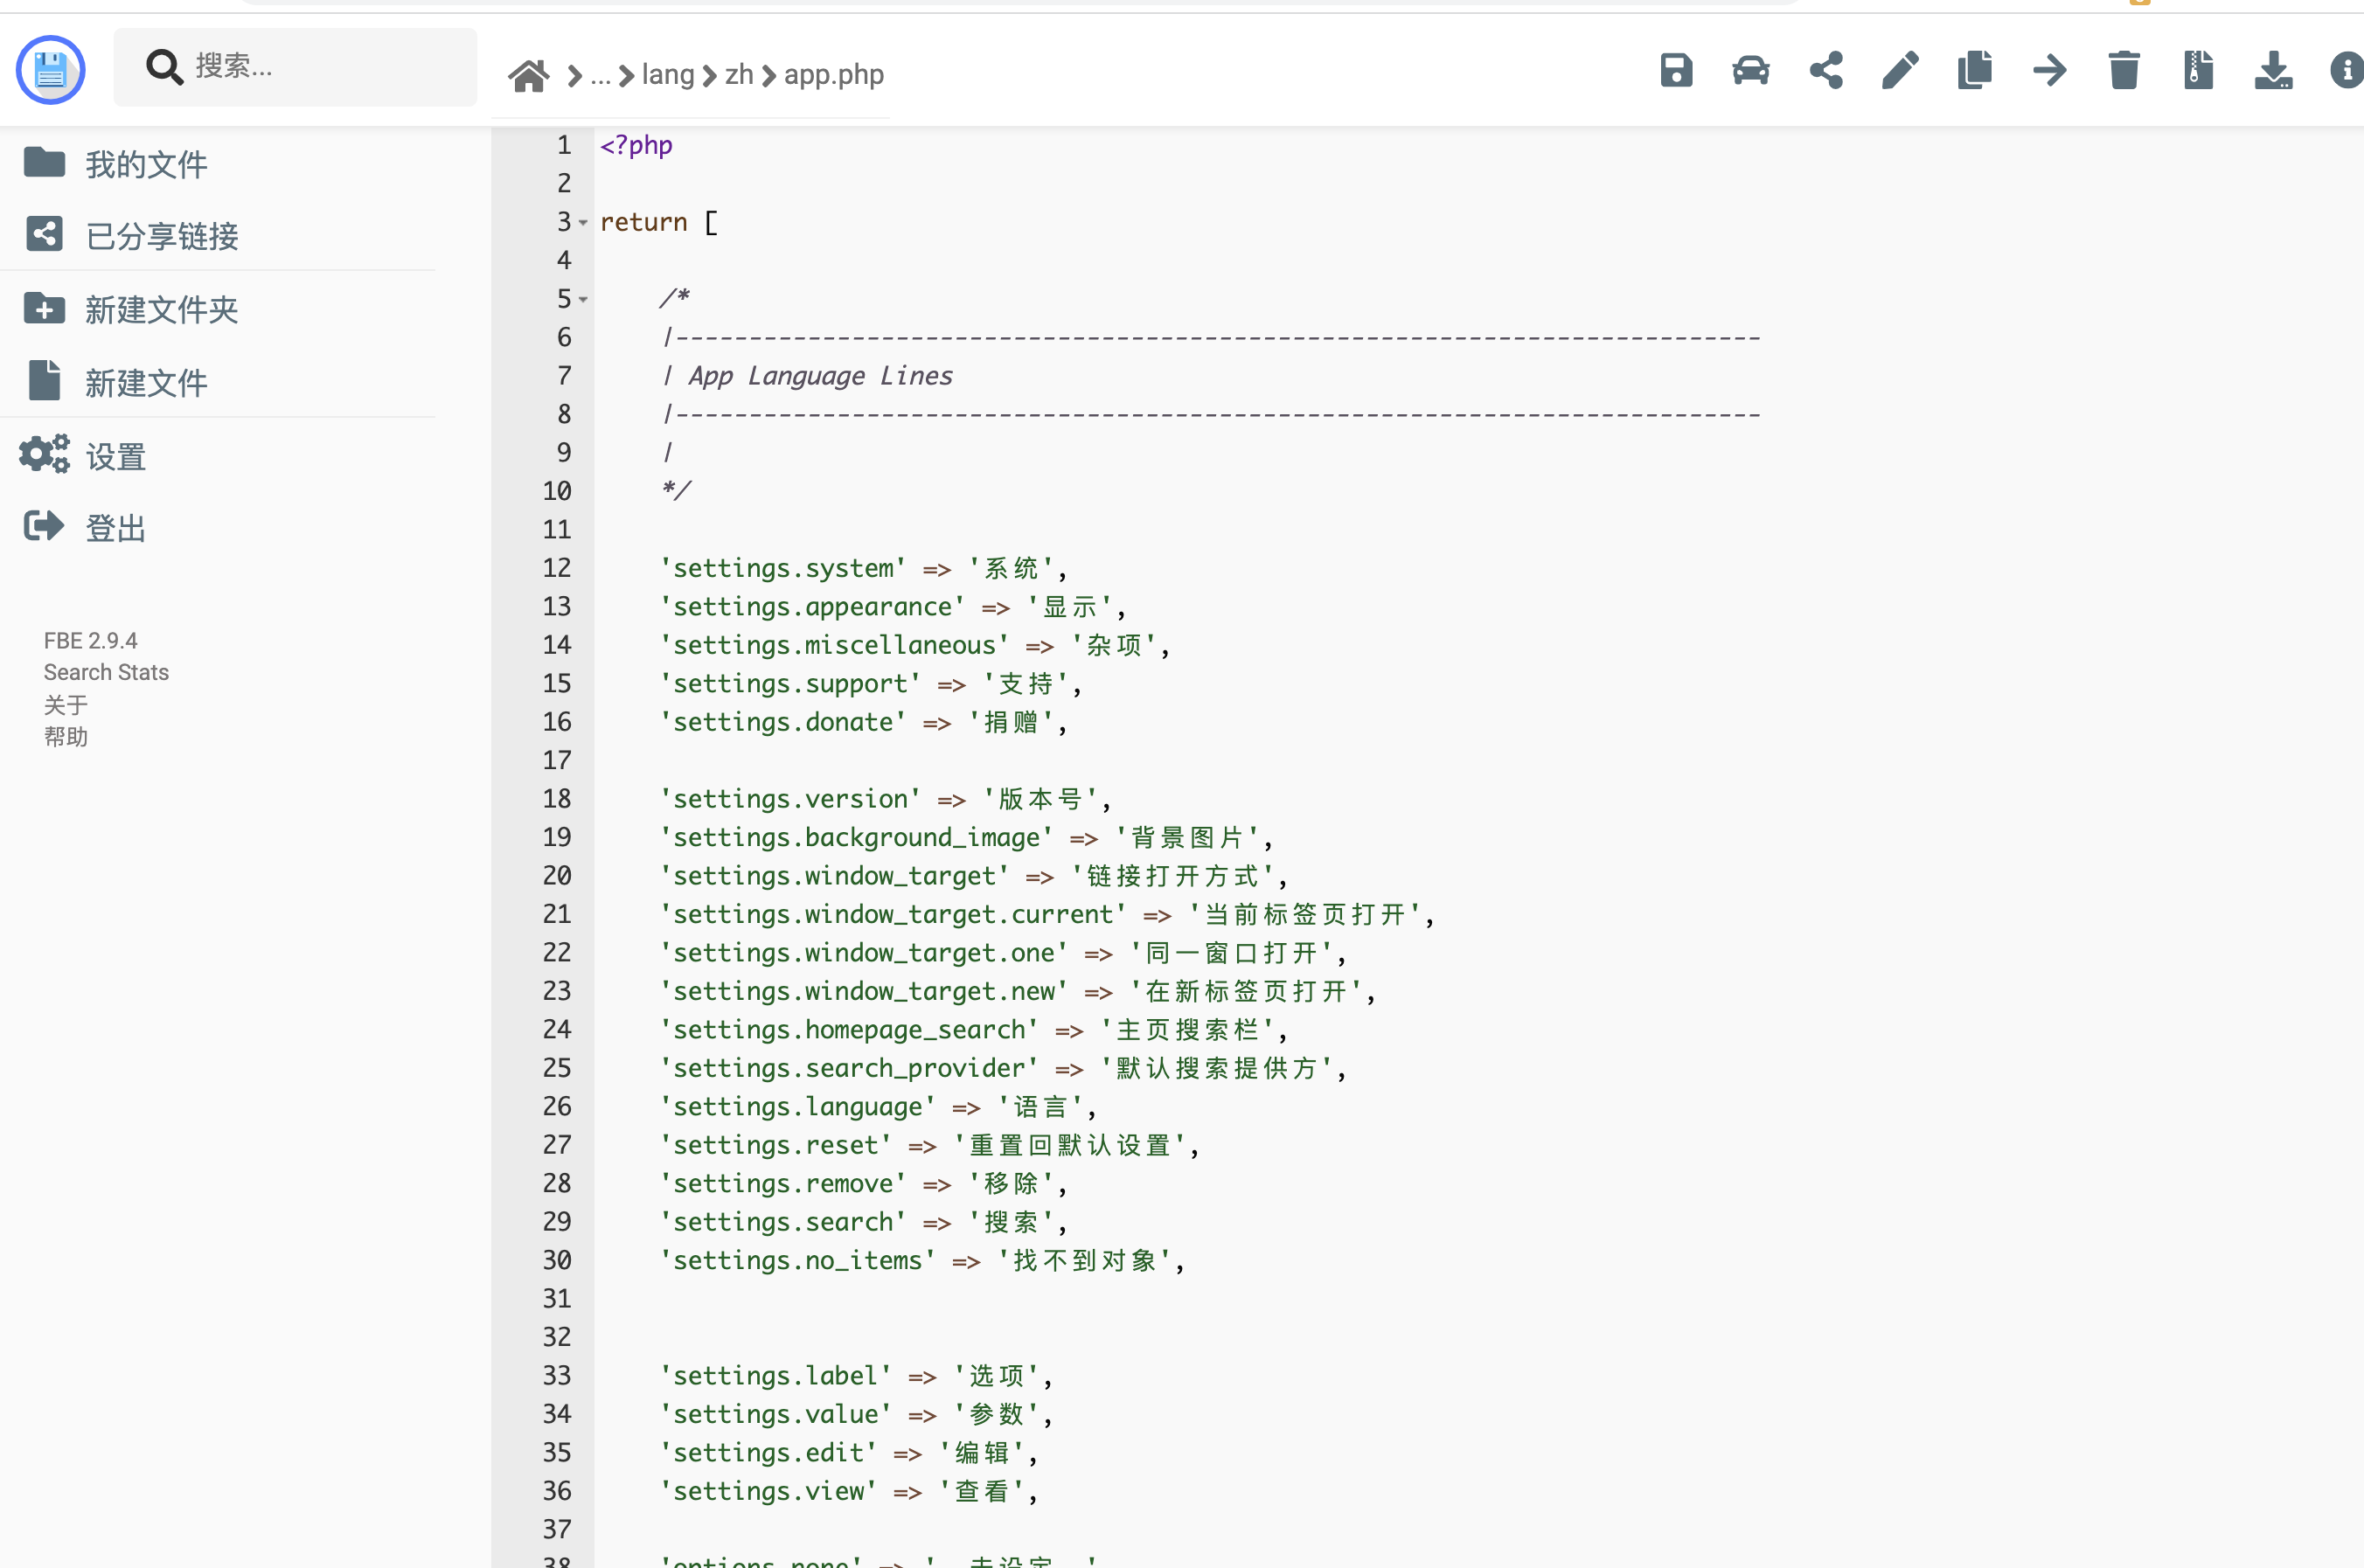 搜索...
... lang zh app.php
我的文件
已分享链接
新建文件夹
新建文件
设置
登出
FBE 2.9.4
Search Stats
关于
帮助
1 <?php
2
3 return [
4
5 /*
6 |--------------------------------------------------------------------------
7 | App Language Lines
8 |--------------------------------------------------------------------------
9 |
10 */
11
12 'settings.system' => '系统',
13 'settings.appearance' => '显示',
14 'settings.miscellaneous' => '杂项',
15 'settings.support' => '支持',
16 'settings.donate' => '捐赠',
17
18 'settings.version' => '版本号',
19 'settings.background_image' => '背景图片',
20 'settings.window_target' => '链接打开方式',
21 'settings.window_target.current' => '当前标签页打开',
22 'settings.window_target.one' => '同一窗口打开',
23 'settings.window_target.new' => '在新标签页打开',
24 'settings.homepage_search' => '主页搜索栏',
25 'settings.search_provider' => '默认搜索提供方',
26 'settings.language' => '语言',
27 'settings.reset' => '重置回默认设置',
28 'settings.remove' => '移除',
29 'settings.search' => '搜索',
30 'settings.no_items' => '找不到对象',
31
32
33 'settings.label' => '选项',
34 'settings.value' => '参数',
35 'settings.edit' => '编辑',
36 'settings.view' => '查看',
37
38 'options.none' =>